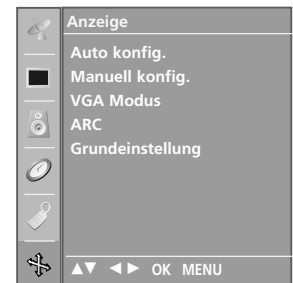 Anzeige
Auto konfig.
Manuell konfig.
VGA Modus
ARC
Grundeinstellung
▲▼ ◄► OK MENU